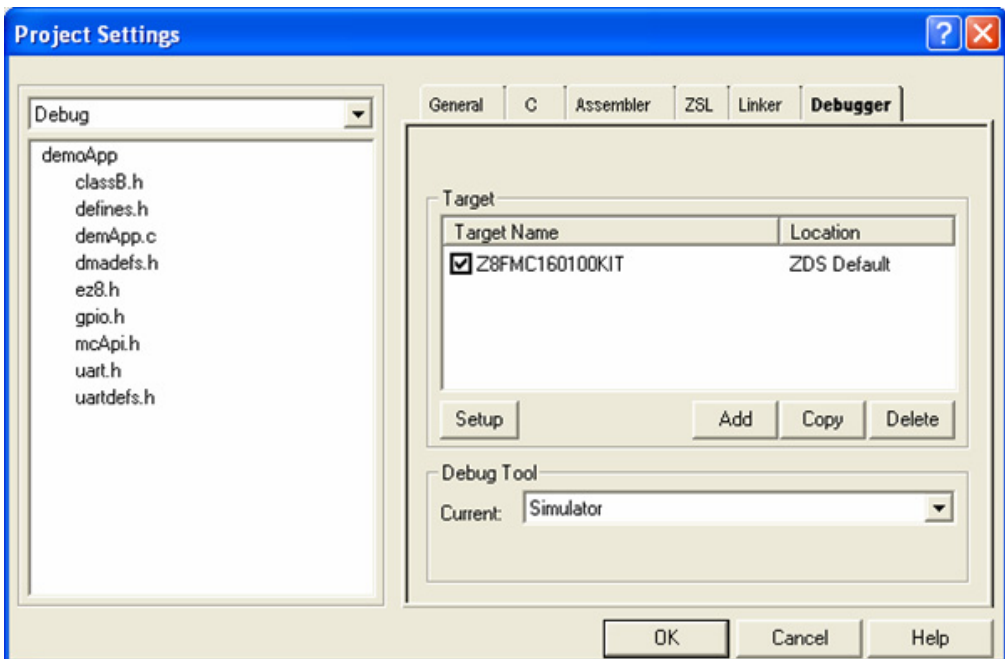 Project Settings
Debug
demoApp
classB.h
defines.h
demApp.c
dmadefs.h
ez8.h
gpio.h
mcApi.h
uart.h
uartdefs.h
General C Assembler ZSL Linker Debugger
Target
Target Name Location
Z8FMC160100KIT ZDS Default
Setup Add Copy Delete
Debug Tool
Current: Simulator
OK Cancel Help